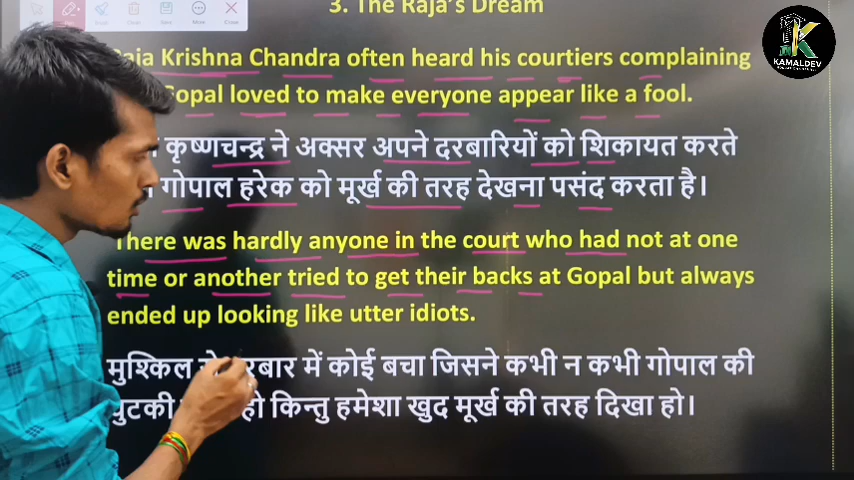 3. The Raja's Dream
Krishna Chandra often heard his courtiers complaining
Gopal loved to make everyone appear like a fool.
कृष्णचन्द्र ने अक्सर अपने दरबारियों को शिकायत करते
गोपाल हरेक को मूर्ख की तरह देखना पसंद करता है।
There was hardly anyone in the court who had not at one
time or another tried to get their backs at Gopal but always
ended up looking like utter idiots.
मुश्किल में कोई बचा जिसने कभी न कभी गोपाल की
हो किन्तु हमेशा खुद मूर्ख की तरह दिखा हो।
More
Close
KAMALDEV